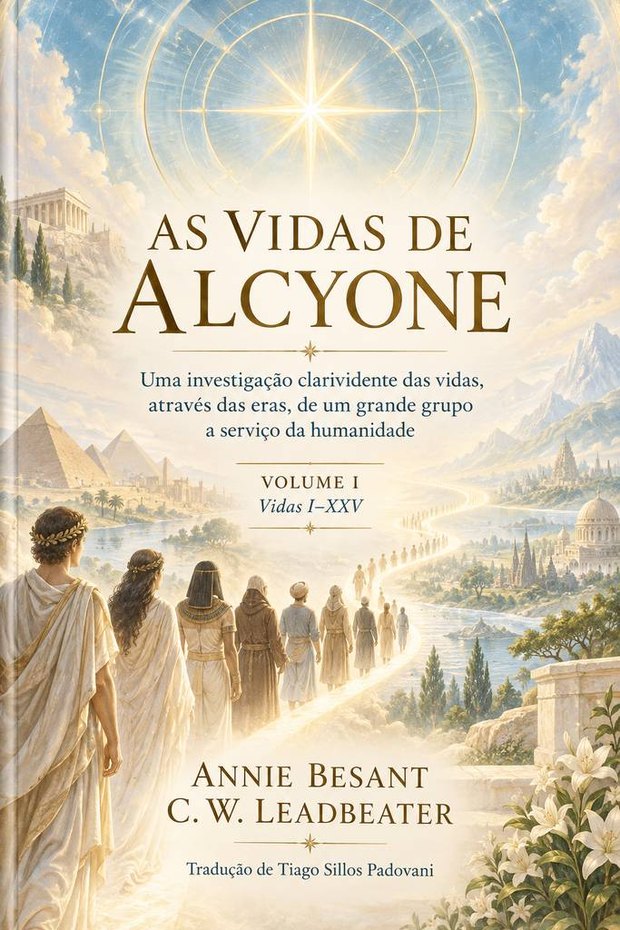 AS VIDAS DE
ALCYONE
Uma investigação clarividente das vidas,
através das eras, de um grande grupo
a serviço da humanidade
VOLUME I
Vidas I–XXV
ANNIE BESANT
C. W. LEADBEATER
Tradução de Tiago Sillos Padovani